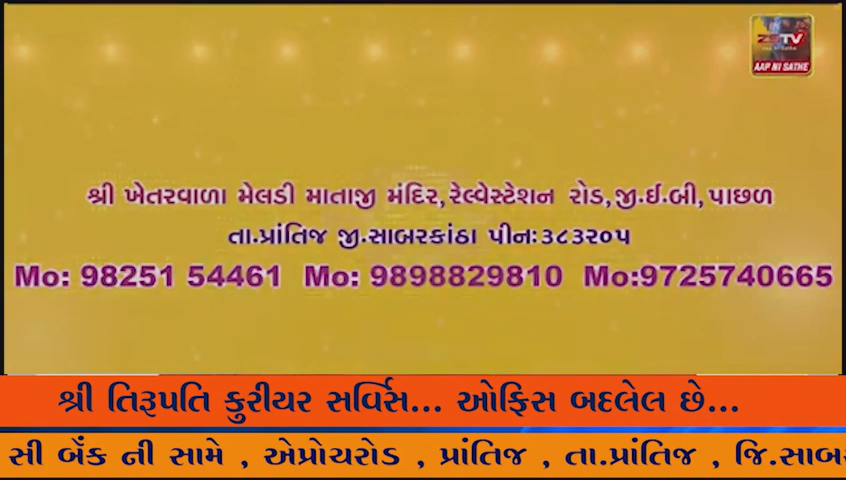 ZSTV
AAP NI SATHE
શ્રી ખેતરવાળા મેલડી માતાજી મંદિર,રેલ્વેસ્ટેશન રોડ,જી.ઈ.બી,પાછળ
તા.પ્રાંતિજ જી.સાબરકાંઠા પીનઃ૩૮૩૨૦૫
Mo: 98251 54461 Mo: 9898829810 Mo:9725740665
શ્રી તિરૂપતિ કુરીયર સર્વિસ... ઓફિસ બદલેલ છે...
સી બેંક ની સામે , એપ્રોચરોડ , પ્રાંતિજ , તા.પ્રાંતિજ , જિ.સાબર